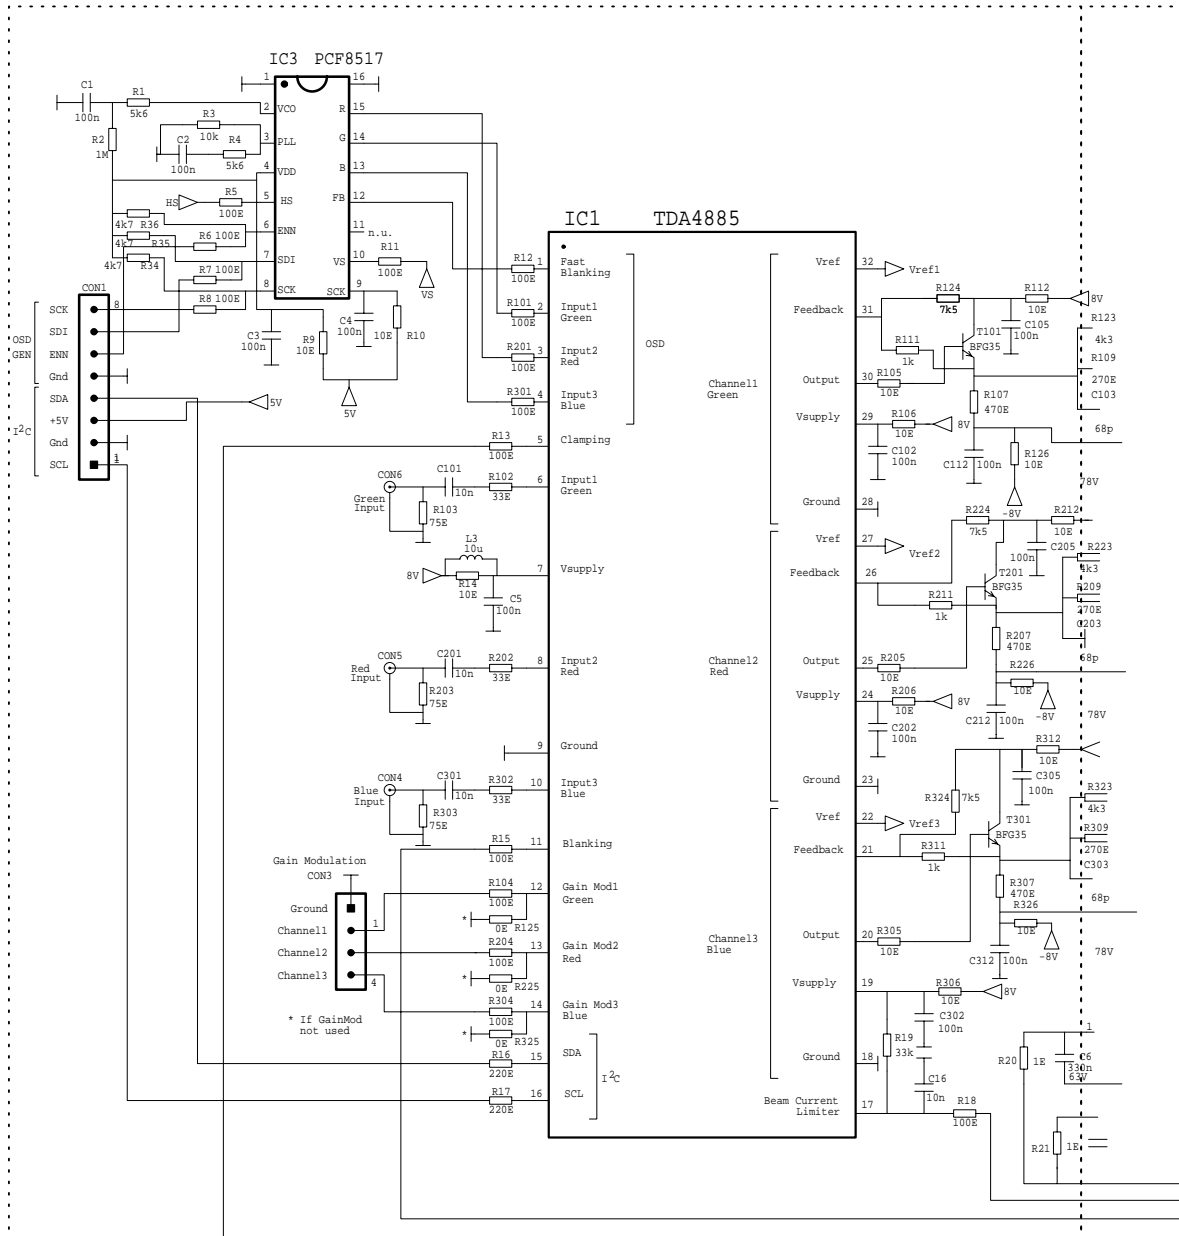 IC3 PCF8517
C1
100n
R1
5k6
R2
1M
R3
10k
C2
100n
R4
5k6
1
2 VCO
3 PLL
4 VDD
5 HS
6 ENN
7 SDI
8 SCK
16
R 15
G 14
B 13
FB 12
11 n.u.
VS 10
SCK 9
HS
R5
100E
4k7 R36
4k7 R35
4k7 R34
R6 100E
R7 100E
R8 100E
R11
100E
VS
C3
100n
R9
10E
C4
100n
10E R10
5V
CON1
8
SCK
SDI
ENN
Gnd
SDA
+5V
Gnd
SCL
1
OSD
GEN
I2C
5V
IC1 TDA4885
R12
100E
1 Fast
Blanking
R101
100E
2 Input1
Green
R201
100E
3 Input2
Red
R301
100E
4 Input3
Blue
OSD
R13
100E
5 Clamping
CON6
Green
Input
C101
10n
R102
33E
R103
75E
6 Input1
Green
L3
10u
8V
R14
10E
C5
100n
7 Vsupply
CON5
Red
Input
C201
10n
R202
33E
R203
75E
8 Input2
Red
9 Ground
CON4
Blue
Input
C301
10n
R302
33E
R303
75E
10 Input3
Blue
R15
100E
11 Blanking
Gain Modulation
CON3
Ground
Channel1
Channel2
Channel3
1
4
* If GainMod
not used
R104
100E
12 Gain Mod1
Green
*
0E R125
R204
100E
13 Gain Mod2
Red
*
0E R225
R304
100E
14 Gain Mod3
Blue
*
0E R325
R16
220E
15 SDA
R17
220E
16 SCL
I2C
Channel1
Green
Vref 32
Vref1
Feedback 31
R124
7k5
R112
10E
8V
C105
100n
T101
BFG35
R111
1k
Output 30
R105
10E
R107
470E
R123
4k3
R109
270E
C103
68p
Vsupply 29
R106
10E
8V
C102
100n
C112 100n
R126
10E
-8V
78V
Ground 28
Channel2
Red
Vref 27
Vref2
Feedback 26
R224
7k5
R212
10E
C205
100n
T201
BFG35
R211
1k
R223
4k3
R209
270E
C203
68p
R207
470E
Output 25
R205
10E
R226
10E
-8V
Vsupply 24
R206
10E
8V
C202
100n
C212 100n
78V
Ground 23
Channel3
Blue
Vref 22
Vref3
Feedback 21
R324 7k5
R312
10E
C305
100n
T301
BFG35
R311
1k
R323
4k3
R309
270E
C303
68p
R307
470E
R326
10E
-8V
Output 20
R305
10E
C312 100n
78V
Vsupply 19
R306
10E
8V
C302
100n
R19
33k
Ground 18
C16
10n
Beam Current
Limiter 17
R18
100E
R20 1E
1
C6
330n
63V
R21 1E